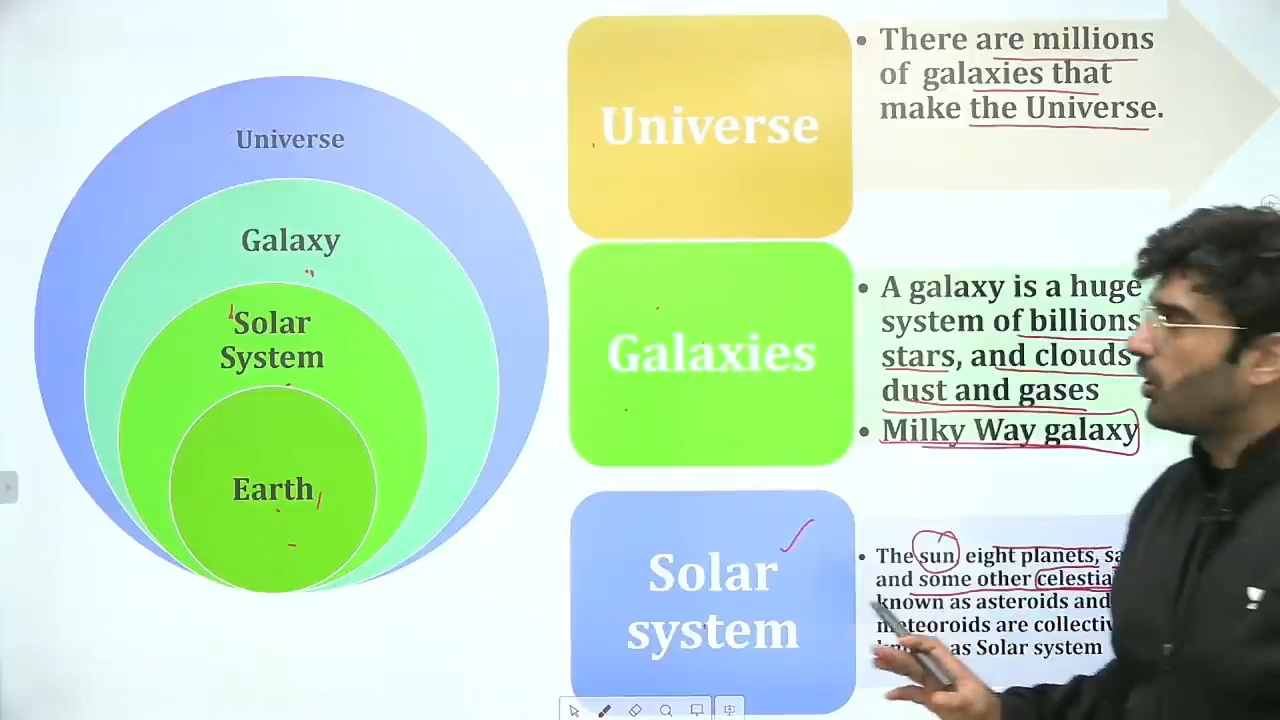 Universe
Galaxy
Solar
System
Earth
Universe
• There are millions
of galaxies that
make the Universe.
Galaxies
• A galaxy is a huge
system of billions
stars, and clouds
dust and gases
• Milky Way galaxy
Solar
system
• The sun, eight planets,
and some other
known as asteroids and
meteoroids are
as Solar system